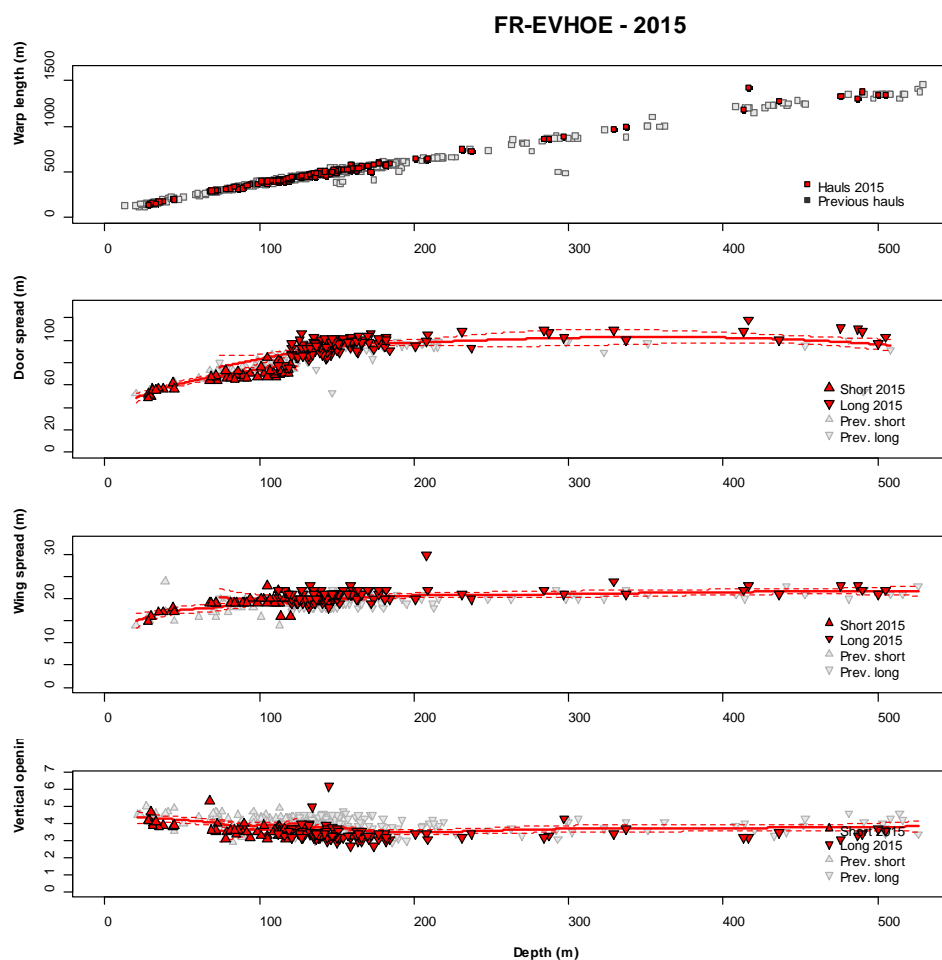 FR-EVHOE - 2015
Warp length (m)
1500
1000
500
0
Hauls 2015
Previous hauls
0 100 200 300 400 500
Door spread (m)
100
60
20
0
Short 2015
Long 2015
Prev. short
Prev. long
0 100 200 300 400 500
Wing spread (m)
30
20
15
10
5
0
Short 2015
Long 2015
Prev. short
Prev. long
0 100 200 300 400 500
Vertical openin
7
6
5
4
3
2
1
0
Short 2015
Long 2015
Prev. short
Prev. long
0 100 200 300 400 500
Depth (m)